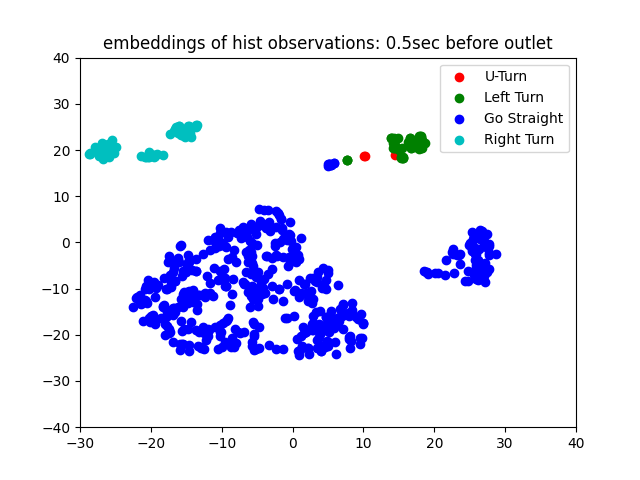 embeddings of hist observations: 0.5sec before outlet
40
30
20
10
0
−10
−20
−30
−40
U-Turn
Left Turn
Go Straight
Right Turn
−30 −20 −10 0 10 20 30 40